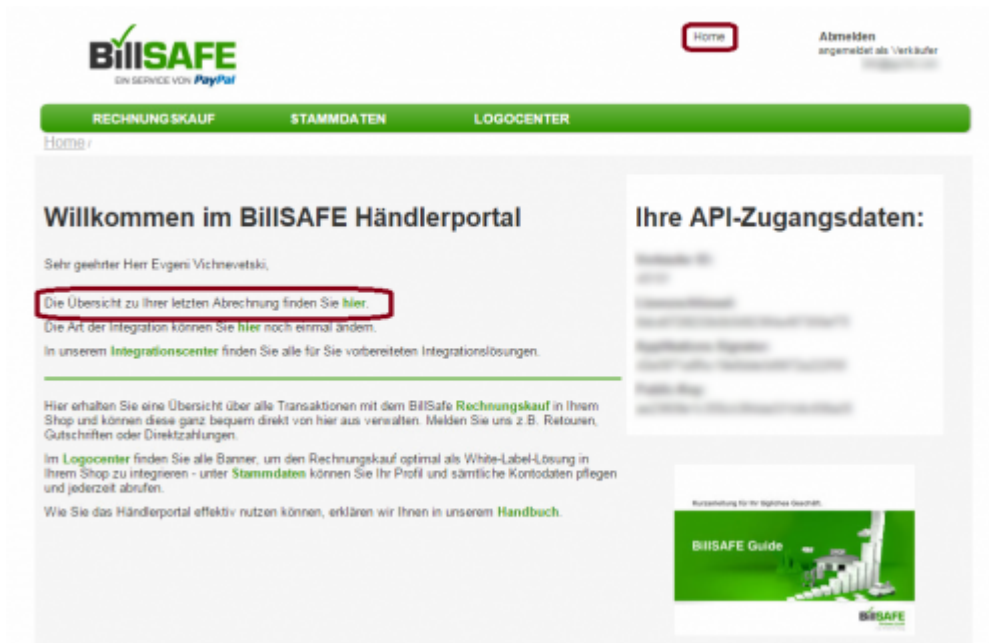 BillSAFE
EIN SERVICE VON PayPal
Home
Abmelden
angemeldet als Verkäufer
RECHNUNGSKAUF STAMMDATEN LOGOCENTER
Home /
Willkommen im BillSAFE Händlerportal
Sehr geehrter Herr Evgeni Vichnevetski,
Die Übersicht zu Ihrer letzten Abrechnung finden Sie hier.
Die Art der Integration können Sie hier noch einmal ändern.
In unserem Integrationscenter finden Sie alle für Sie vorbereiteten Integrationslösungen.
Hier erhalten Sie eine Übersicht über alle Transaktionen mit dem BillSafe Rechnungskauf in Ihrem
Shop und können diese ganz bequem direkt von hier aus verwalten. Melden Sie uns z.B. Retouren,
Gutschriften oder Direktzahlungen.
Im Logocenter finden Sie alle Banner, um den Rechnungskauf optimal als White-Label-Lösung in
Ihrem Shop zu integrieren - unter Stammdaten können Sie Ihr Profil und sämtliche Kontodaten pflegen
und jederzeit abrufen.
Wie Sie das Händlerportal effektiv nutzen können, erklären wir Ihnen in unserem Handbuch.
Ihre API-Zugangsdaten:
Kurzanleitung für Ihr tägliches Geschäft.
BillSAFE Guide
BillSAFE